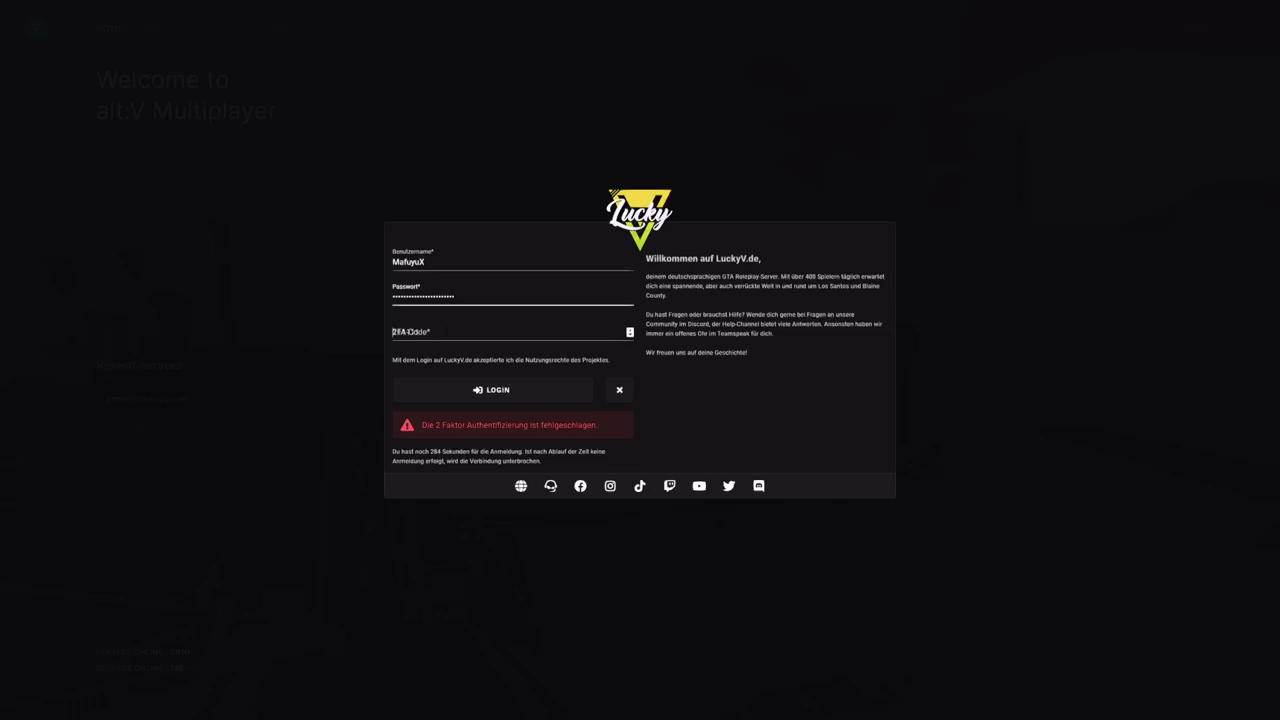 Welcome to
alt:V Multiplayer
Lucky
Benutzername*
MafuyuX
Passwort*
2FA-Code*
Mit dem Login auf LuckyV.de akzeptierte ich die Nutzungsrechte des Projektes.
LOGIN
Die 2 Faktor Authentifizierung ist fehlgeschlagen.
Du hast noch 284 Sekunden für die Anmeldung. Ist nach Ablauf der Zeit keine
Anmeldung erfolgt, wird die Verbindung unterbrochen.
Willkommen auf LuckyV.de,
deinem deutschsprachigen GTA Roleplay-Server. Mit über 400 Spielern täglich erwartet
dich eine spannende, aber auch verrückte Welt in und rund um Los Santos und Blaine
County.
Du hast Fragen oder brauchst Hilfe? Wende dich gerne bei Fragen an unsere
Community im Discord, der Help-Channel bietet viele Antworten. Ansonsten haben wir
immer ein offenes Ohr im Teamspeak für dich.
Wir freuen uns auf deine Geschichte!